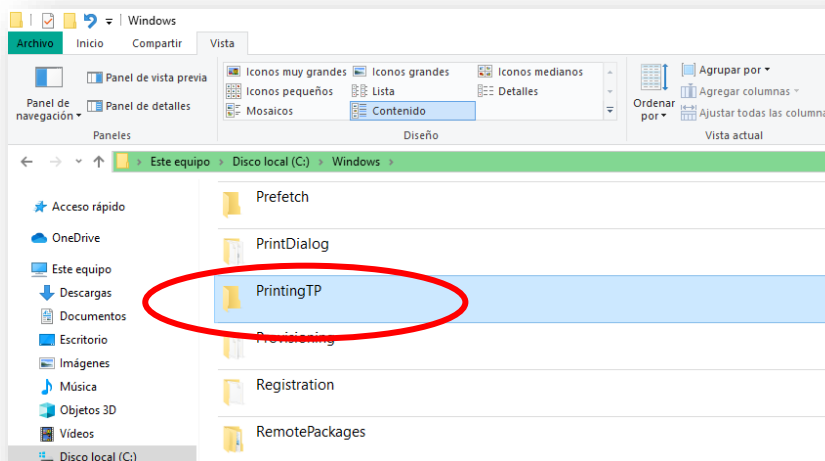 Windows
Archivo Inicio Compartir Vista
Panel de navegación
Panel de vista previa
Panel de detalles
Paneles
Iconos muy grandes Iconos grandes Iconos medianos
Iconos pequeños Lista Detalles
Mosaicos Contenido
Diseño
Ordenar por
Agrupar por
Agregar columnas
Ajustar todas las columna
Vista actual
Este equipo > Disco local (C:) > Windows >
Acceso rápido
OneDrive
Este equipo
Descargas
Documentos
Escritorio
Imágenes
Música
Objetos 3D
Vídeos
Disco local (C:)
Prefetch
PrintDialog
PrintingTP
Provisioning
Registration
RemotePackages